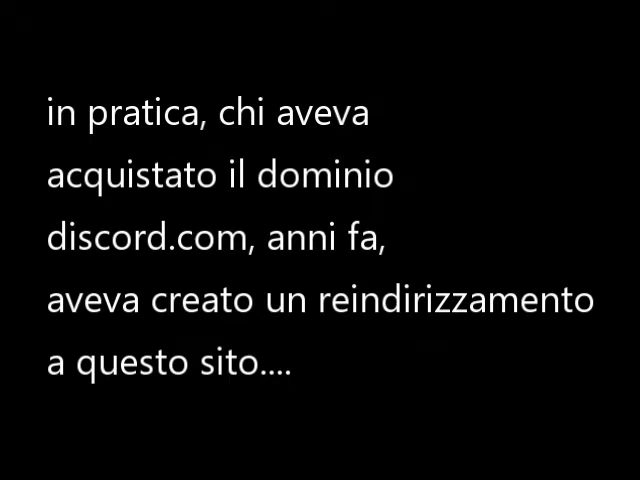 in pratica, chi aveva
acquistato il dominio
discord.com, anni fa,
aveva creato un reindirizzamento
a questo sito....